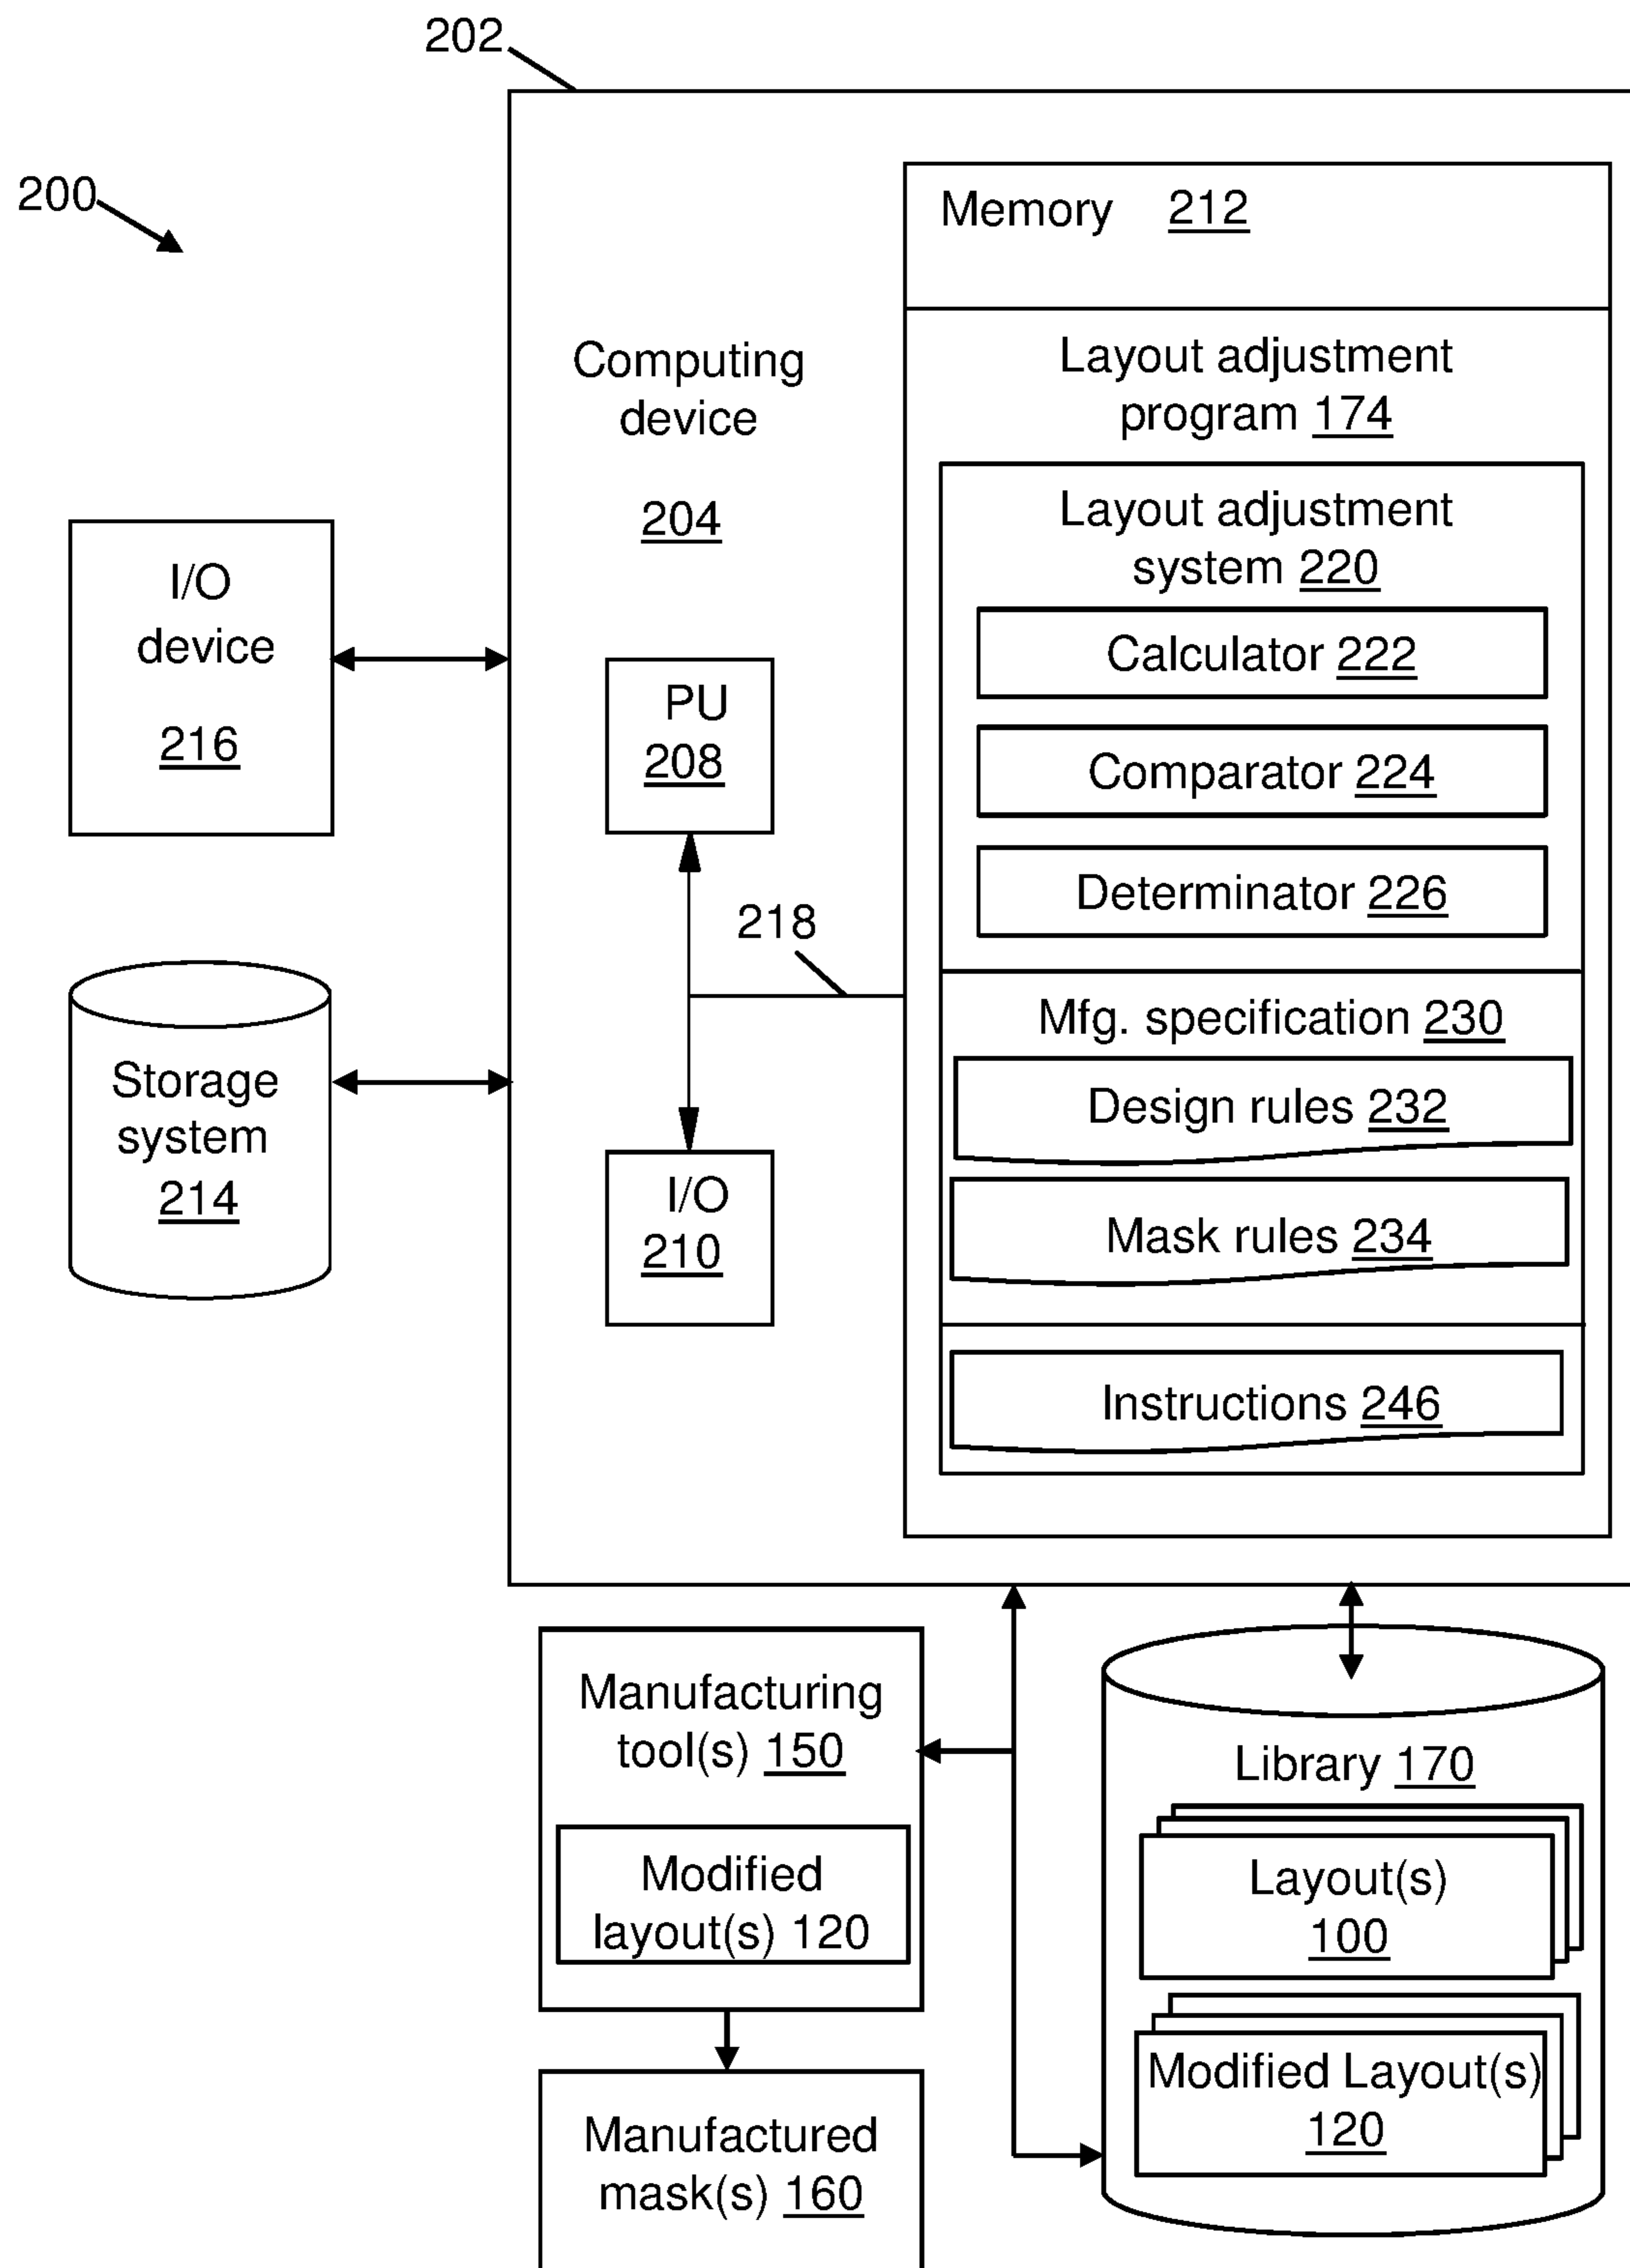 202
200
Memory 212
Computing
device
204
Layout adjustment
program 174
Layout adjustment
system 220
Calculator 222
Comparator 224
Determinator 226
I/O
device
216
PU
208
218
Storage
system
214
I/O
210
Mfg. specification 230
Design rules 232
Mask rules 234
Instructions 246
Manufacturing
tool(s) 150
Modified
layout(s) 120
Manufactured
mask(s) 160
Library 170
Layout(s)
100
Modified Layout(s)
120